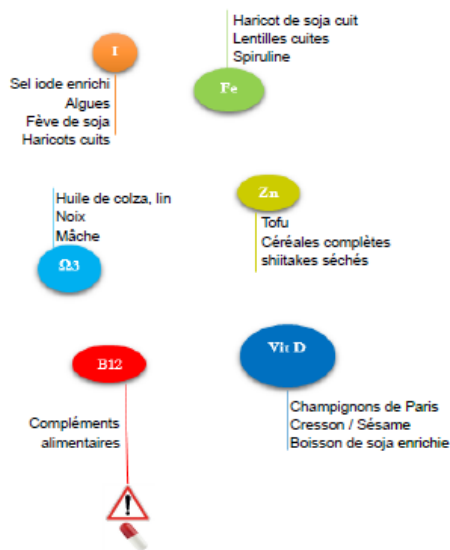 I
Sel iode enrichi
Algues
Fève de soja
Haricots cuits
Haricot de soja cuit
Lentilles cuites
Spiruline
Fe
Huile de colza, lin
Noix
Mâche
Ω3
Zn
Tofu
Céréales complètes
shiitakes séchés
B12
Compléments
alimentaires
!
Vit D
Champignons de Paris
Cresson / Sésame
Boisson de soja enrichie